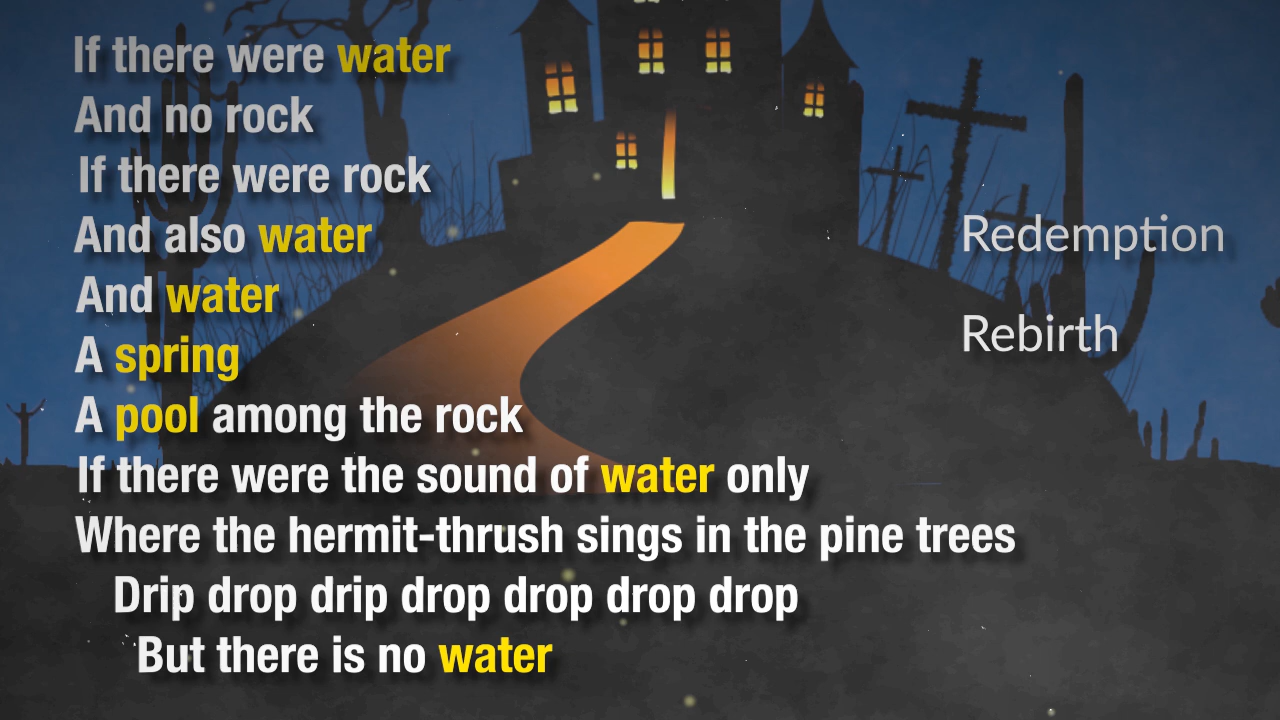 If there were water
And no rock
If there were rock
And also water
And water
A spring
A pool among the rock
If there were the sound of water only
Where the hermit-thrush sings in the pine trees
Drip drop drip drop drop drop drop
But there is no water
Redemption
Rebirth